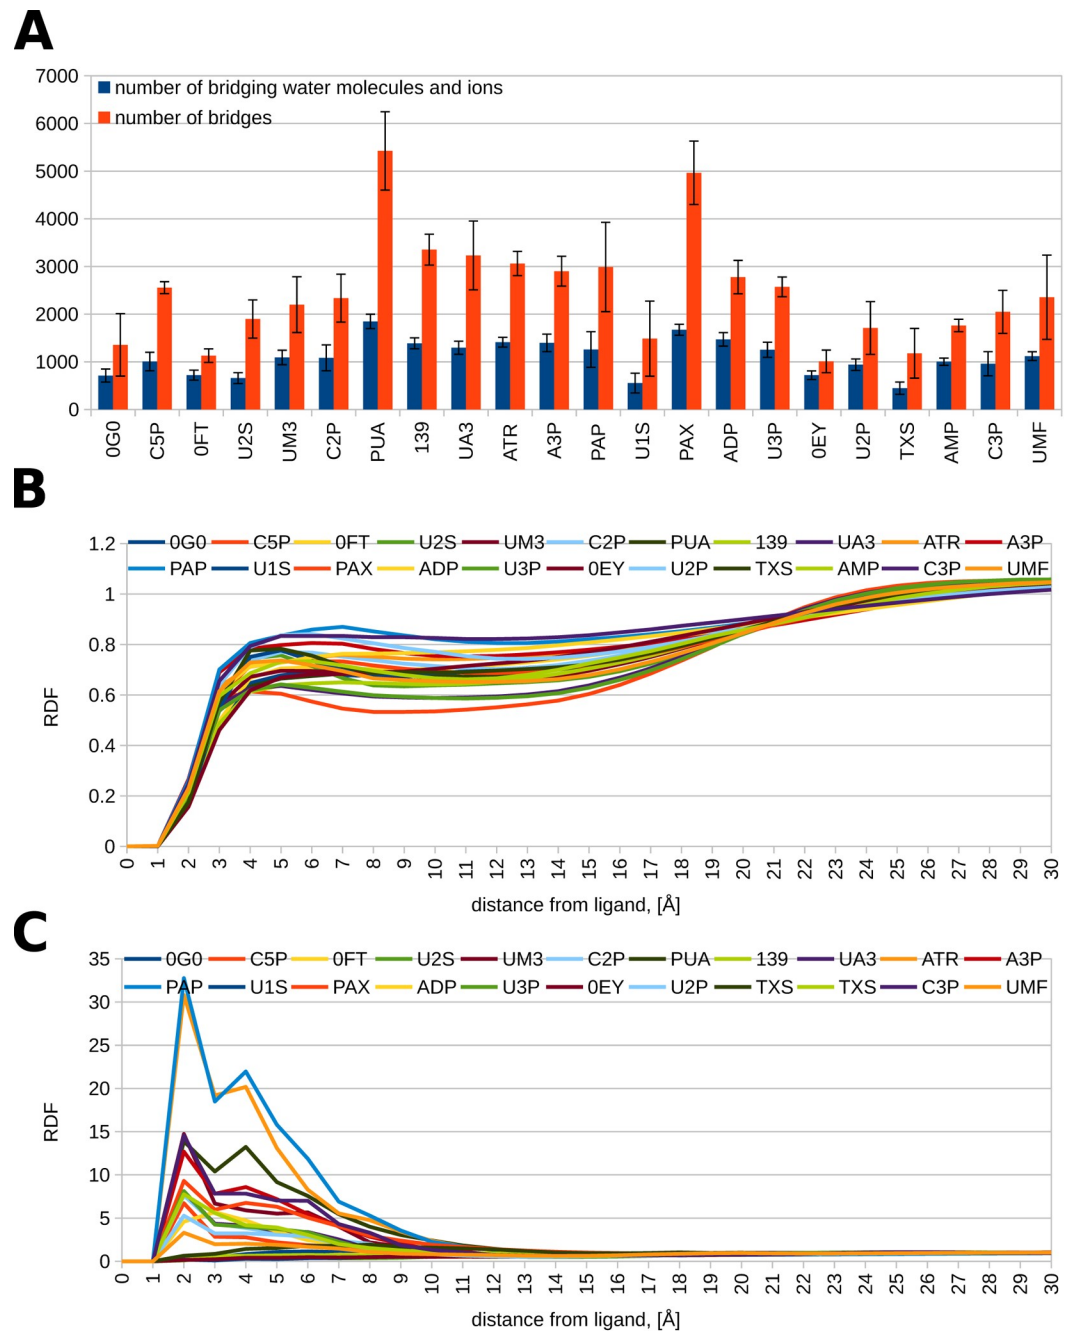 A
7000
6000
5000
4000
3000
2000
1000
0
number of bridging water molecules and ions
number of bridges
0G0 C5P 0FT U2S UM3 C2P PUA 139 UA3 ATR A3P PAP U1S PAX ADP U3P 0EY U2P TXS AMP C3P UMF
B
1.2
1
0.8
0.6
0.4
0.2
0
RDF
0G0 C5P 0FT U2S UM3 C2P PUA 139 UA3 ATR A3P
PAP U1S PAX ADP U3P 0EY U2P TXS AMP C3P UMF
0 1 2 3 4 5 6 7 8 9 10 11 12 13 14 15 16 17 18 19 20 21 22 23 24 25 26 27 28 29 30
distance from ligand, [Å]
C
35
30
25
20
15
10
5
0
RDF
0G0 C5P 0FT U2S UM3 C2P PUA 139 UA3 ATR A3P
PAP U1S PAX ADP U3P 0EY U2P TXS TXS C3P UMF
0 1 2 3 4 5 6 7 8 9 10 11 12 13 14 15 16 17 18 19 20 21 22 23 24 25 26 27 28 29 30
distance from ligand, [Å]